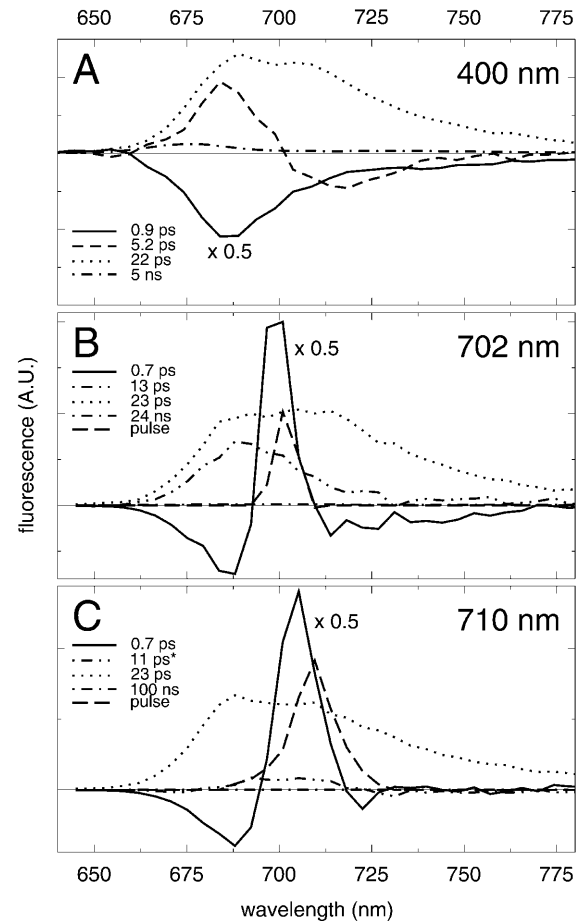 650 675 700 725 750 775
A
400 nm
0.9 ps
5.2 ps
22 ps
5 ns
x 0.5
B
702 nm
x 0.5
0.7 ps
13 ps
23 ps
24 ns
pulse
fluorescence (A.U.)
C
710 nm
x 0.5
0.7 ps
11 ps*
23 ps
100 ns
pulse
650 675 700 725 750 775
wavelength (nm)